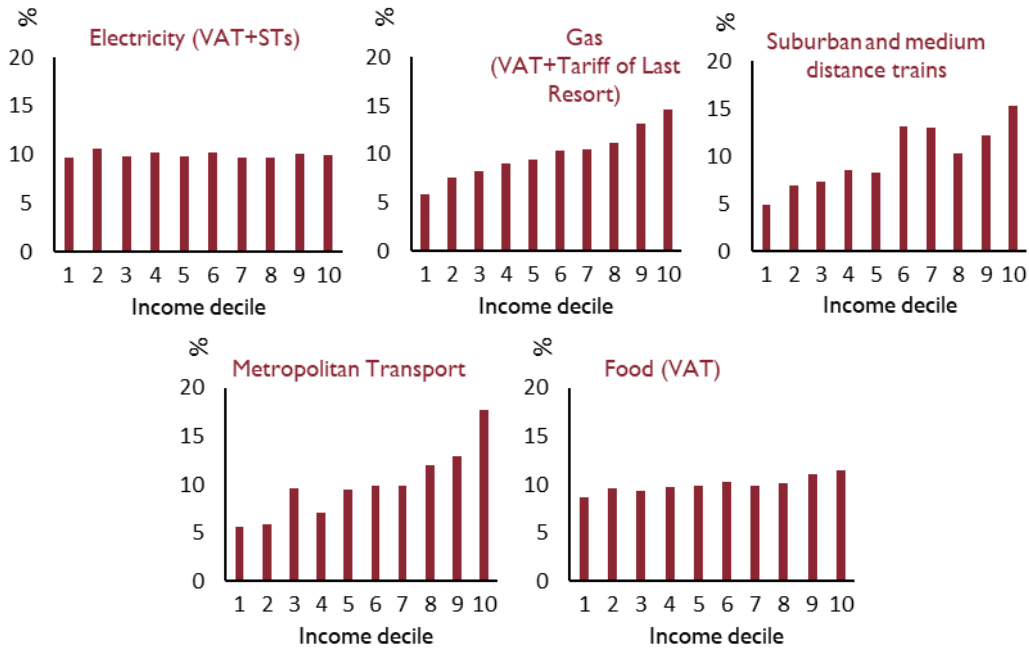 %
Electricity (VAT+STs)
20
15
10
5
0
1 2 3 4 5 6 7 8 9 10
Income decile
%
Gas
(VAT+Tariff of Last
Resort)
20
15
10
5
0
1 2 3 4 5 6 7 8 9 10
Income decile
%
Suburban and medium
distance trains
20
15
10
5
0
1 2 3 4 5 6 7 8 9 10
Income decile
%
Metropolitan Transport
20
15
10
5
0
1 2 3 4 5 6 7 8 9 10
Income decile
%
Food (VAT)
20
15
10
5
0
1 2 3 4 5 6 7 8 9 10
Income decile